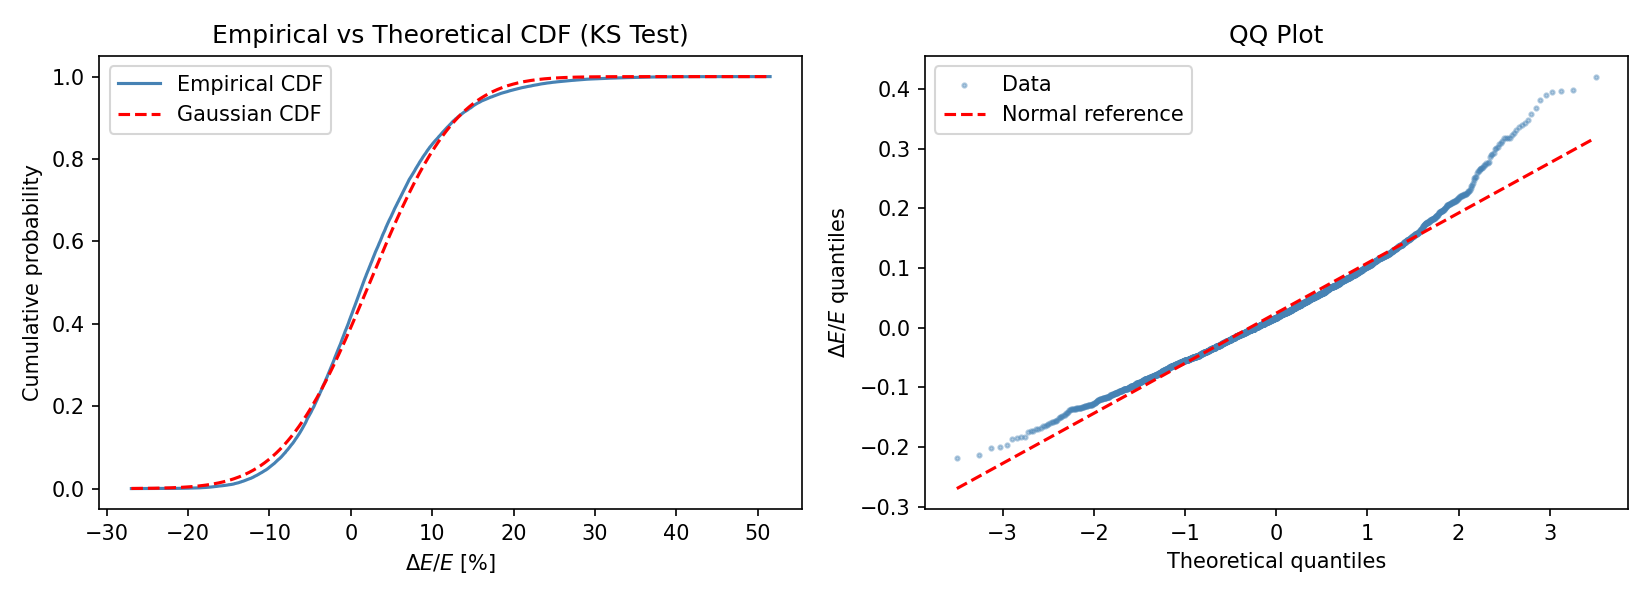 Empirical vs Theoretical CDF (KS Test)
Empirical CDF
Gaussian CDF
Cumulative probability
1.0
0.8
0.6
0.4
0.2
0.0
−30 −20 −10 0 10 20 30 40 50
ΔE/E [%]
QQ Plot
Data
Normal reference
ΔE/E quantiles
0.4
0.3
0.2
0.1
0.0
−0.1
−0.2
−0.3
−3 −2 −1 0 1 2 3
Theoretical quantiles